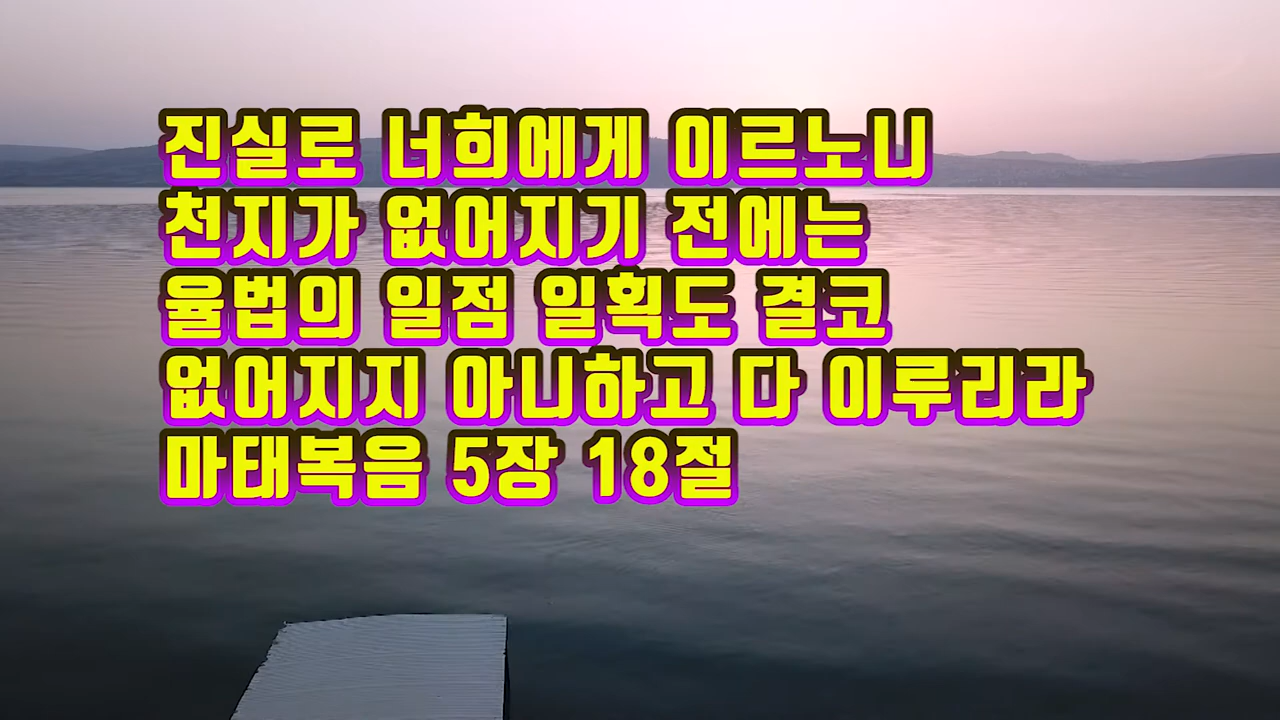 진실로 너희에게 이르노니
천지가 없어지기 전에는
율법의 일점 일획도 결코
없어지지 아니하고 다 이루리라
마태복음 5장 18절